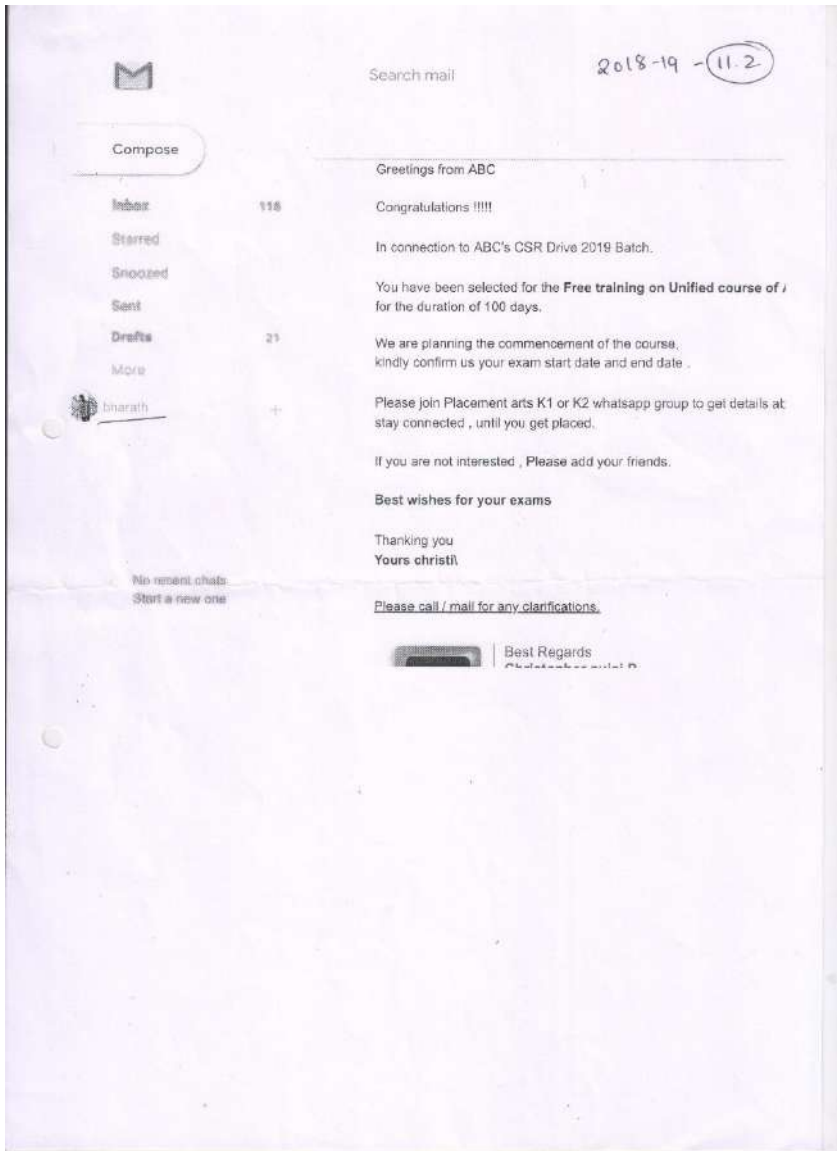 2018-19 - 11.2
Search mail
Compose
Inbox 118
Starred
Snoozed
Sent
Drafts 21
More
bharath +
No recent chats
Start a new one
Greetings from ABC
Congratulations !!!!!
In connection to ABC's CSR Drive 2019 Batch.
You have been selected for the Free training on Unified course of
for the duration of 100 days.
We are planning the commencement of the course,
kindly confirm us your exam start date and end date .
Please join Placement arts K1 or K2 whatsapp group to get details
stay connected , until you get placed.
If you are not interested , Please add your friends.
Best wishes for your exams
Thanking you
Yours christi\
Please call / mail for any clarifications.
Best Regards